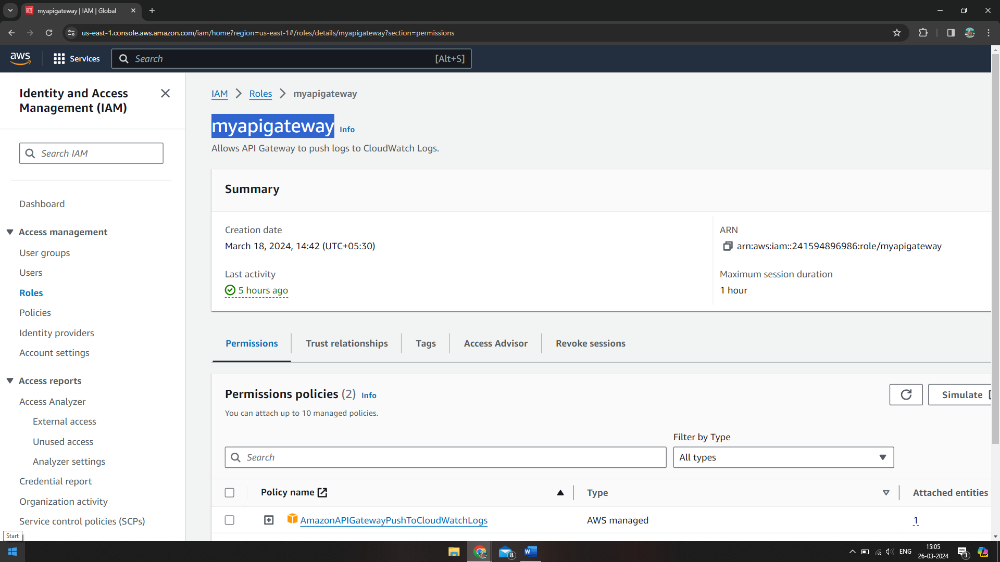 myapigateway | IAM | Global
us-east-1.console.aws.amazon.com/iam/home?region=us-east-1#/roles/details/myapigateway?section=permissions
aws
Services
Search
[Alt+S]
Identity and Access
Management (IAM)
Search IAM
Dashboard
Access management
User groups
Users
Roles
Policies
Identity providers
Account settings
Access reports
Access Analyzer
External access
Unused access
Analyzer settings
Credential report
Organization activity
Service control policies (SCPs)
IAM
Roles
myapigateway
myapigateway Info
Allows API Gateway to push logs to CloudWatch Logs.
Summary
Creation date
March 18, 2024, 14:42 (UTC+05:30)
Last activity
5 hours ago
ARN
arn:aws:iam::241594896986:role/myapigateway
Maximum session duration
1 hour
Permissions
Trust relationships
Tags
Access Advisor
Revoke sessions
Permissions policies (2) Info
You can attach up to 10 managed policies.
Simulate
Filter by Type
Search
All types
Policy name
Type
Attached entities
AmazonAPIGatewayPushToCloudWatchLogs
AWS managed
1
Start
8
ENG
15:05
26-03-2024
3
PRE